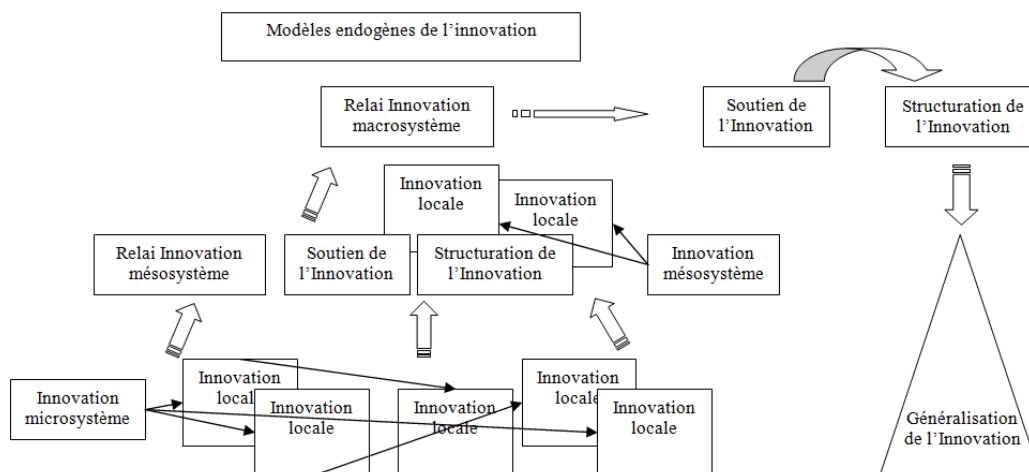 Modèles endogènes de l'innovation
Relai Innovation
macrosystème
Soutien de
l'Innovation
Structuration de
l'Innovation
Innovation
locale
Innovation
locale
Relai Innovation
mésosystème
Soutien de
l'Innovation
Structuration de
l'Innovation
Innovation
mésosystème
Innovation
microsystème
Innovation
locale
Innovation
locale
Innovation
locale
Innovation
locale
Innovation
locale
Généralisation
de l'Innovation